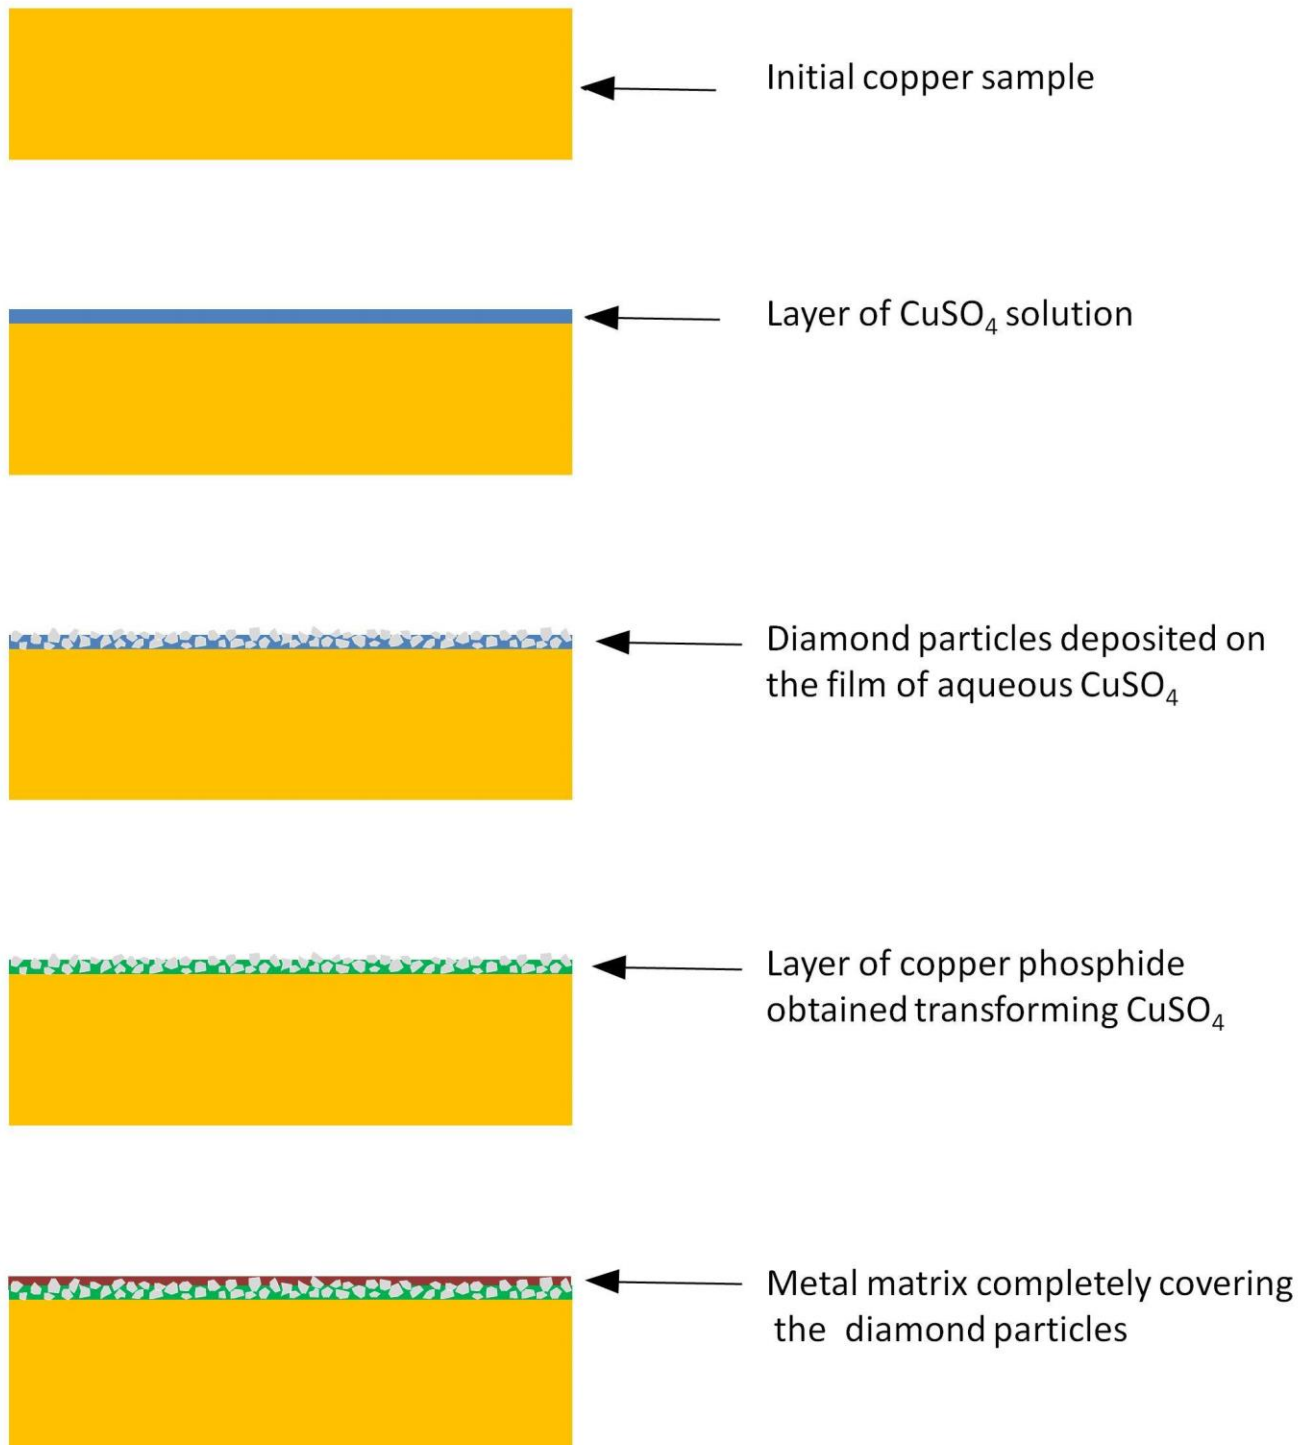 Initial copper sample
Layer of CuSO₄ solution
Diamond particles deposited on
the film of aqueous CuSO₄
Layer of copper phosphide
obtained transforming CuSO₄
Metal matrix completely covering
the diamond particles